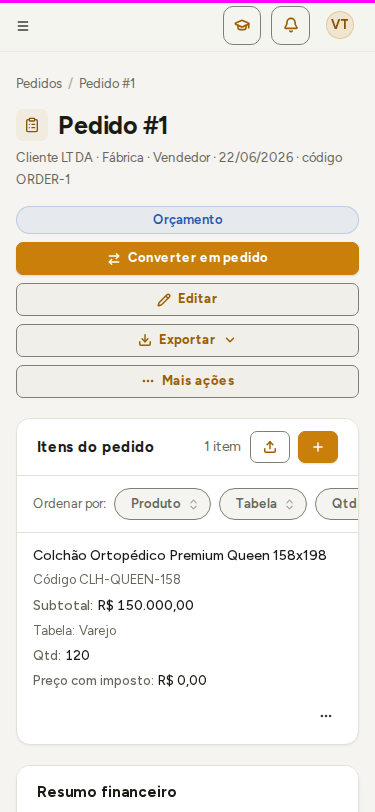 VT
Pedidos / Pedido #1
Pedido #1
Cliente LTDA · Fábrica · Vendedor · 22/06/2026 · código
ORDER-1
Orçamento
Converter em pedido
Editar
Exportar
Mais ações
Itens do pedido 1 item
Ordenar por: Produto Tabela Qtd
Colchão Ortopédico Premium Queen 158x198
Código CLH-QUEEN-158
Subtotal: R$ 150.000,00
Tabela: Varejo
Qtd: 120
Preço com imposto: R$ 0,00
Resumo financeiro